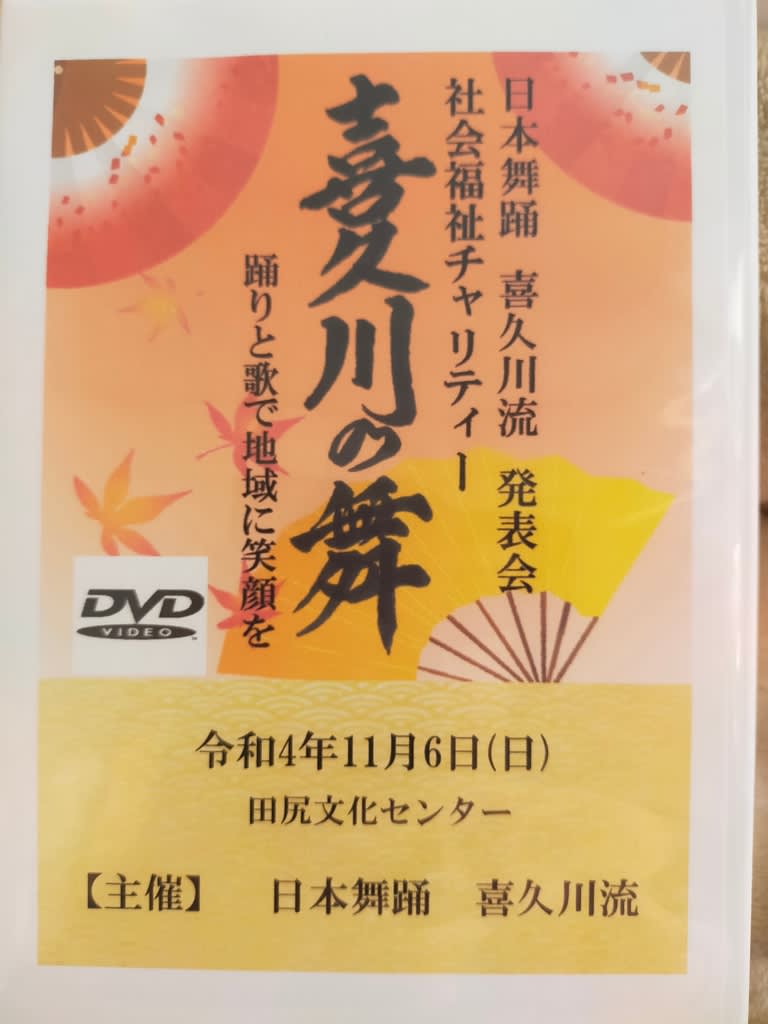 日本舞踊 喜久川流 発表会
社会福祉チャリティー
喜久川の舞
踊りと歌で地域に笑顔を
DVD
VIDEO
TM
令和4年11月6日(日)
田尻文化センター
【主催】 日本舞踊 喜久川流